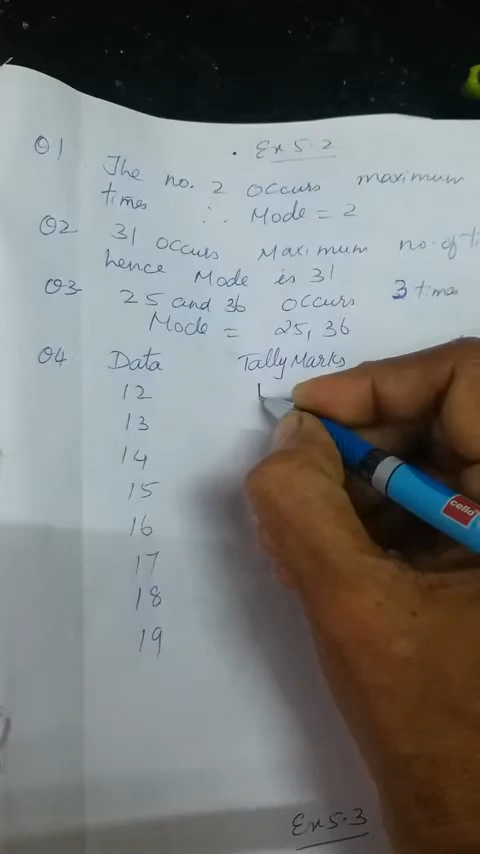 Ex 5.2
Q1 The no. 2 occurs maximum
times ∴ Mode = 2
Q2 31 occurs Maximum no. of
hence Mode is 31
Q3 25 and 36 occurs 3 times
Mode = 25, 36
Q4 Data Tally Marks
12
13
14
15
16
17
18
19
cello
Ex 5.3